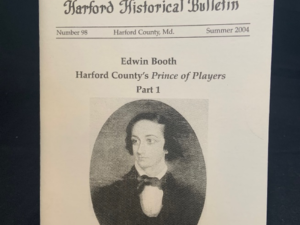 Harford Historical Bulletin
Number 98 Harford County, Md. Summer 2004
Edwin Booth
Harford County's Prince of Players
Part 1